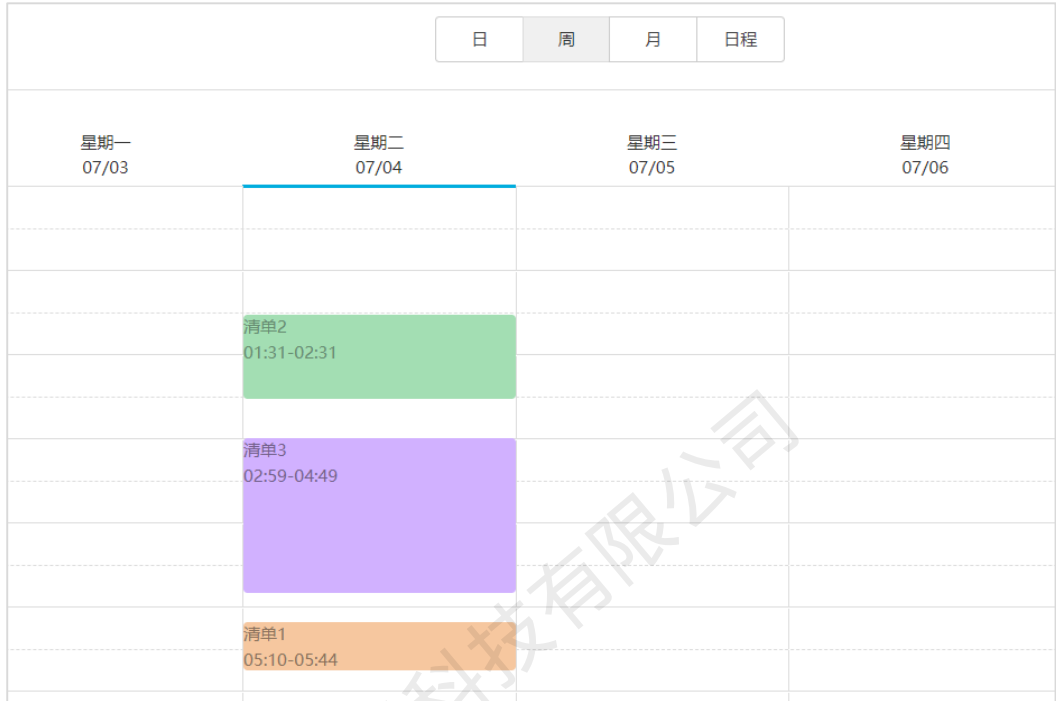 日 周 月 日程
星期一 星期二 星期三 星期四
07/03 07/04 07/05 07/06
清单2
01:31-02:31
清单3
02:59-04:49
清单1
05:10-05:44
科技有限公司